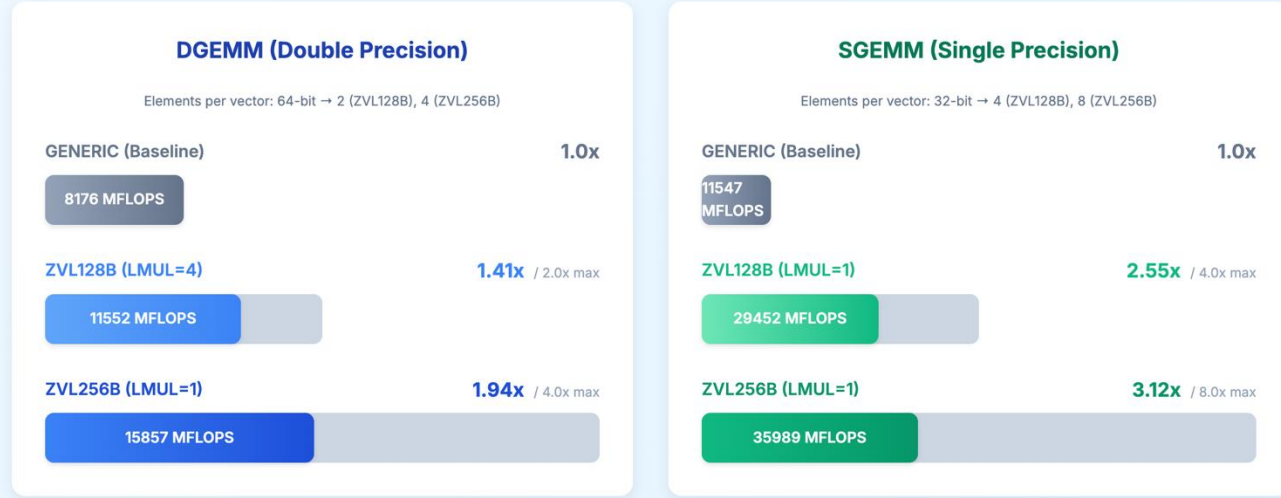 DGEMM (Double Precision)
Elements per vector: 64-bit → 2 (ZVL128B), 4 (ZVL256B)
GENERIC (Baseline) 1.0x
8176 MFLOPS
ZVL128B (LMUL=4) 1.41x / 2.0x max
11552 MFLOPS
ZVL256B (LMUL=1) 1.94x / 4.0x max
15857 MFLOPS
SGEMM (Single Precision)
Elements per vector: 32-bit → 4 (ZVL128B), 8 (ZVL256B)
GENERIC (Baseline) 1.0x
11547
MFLOPS
ZVL128B (LMUL=1) 2.55x / 4.0x max
29452 MFLOPS
ZVL256B (LMUL=1) 3.12x / 8.0x max
35989 MFLOPS